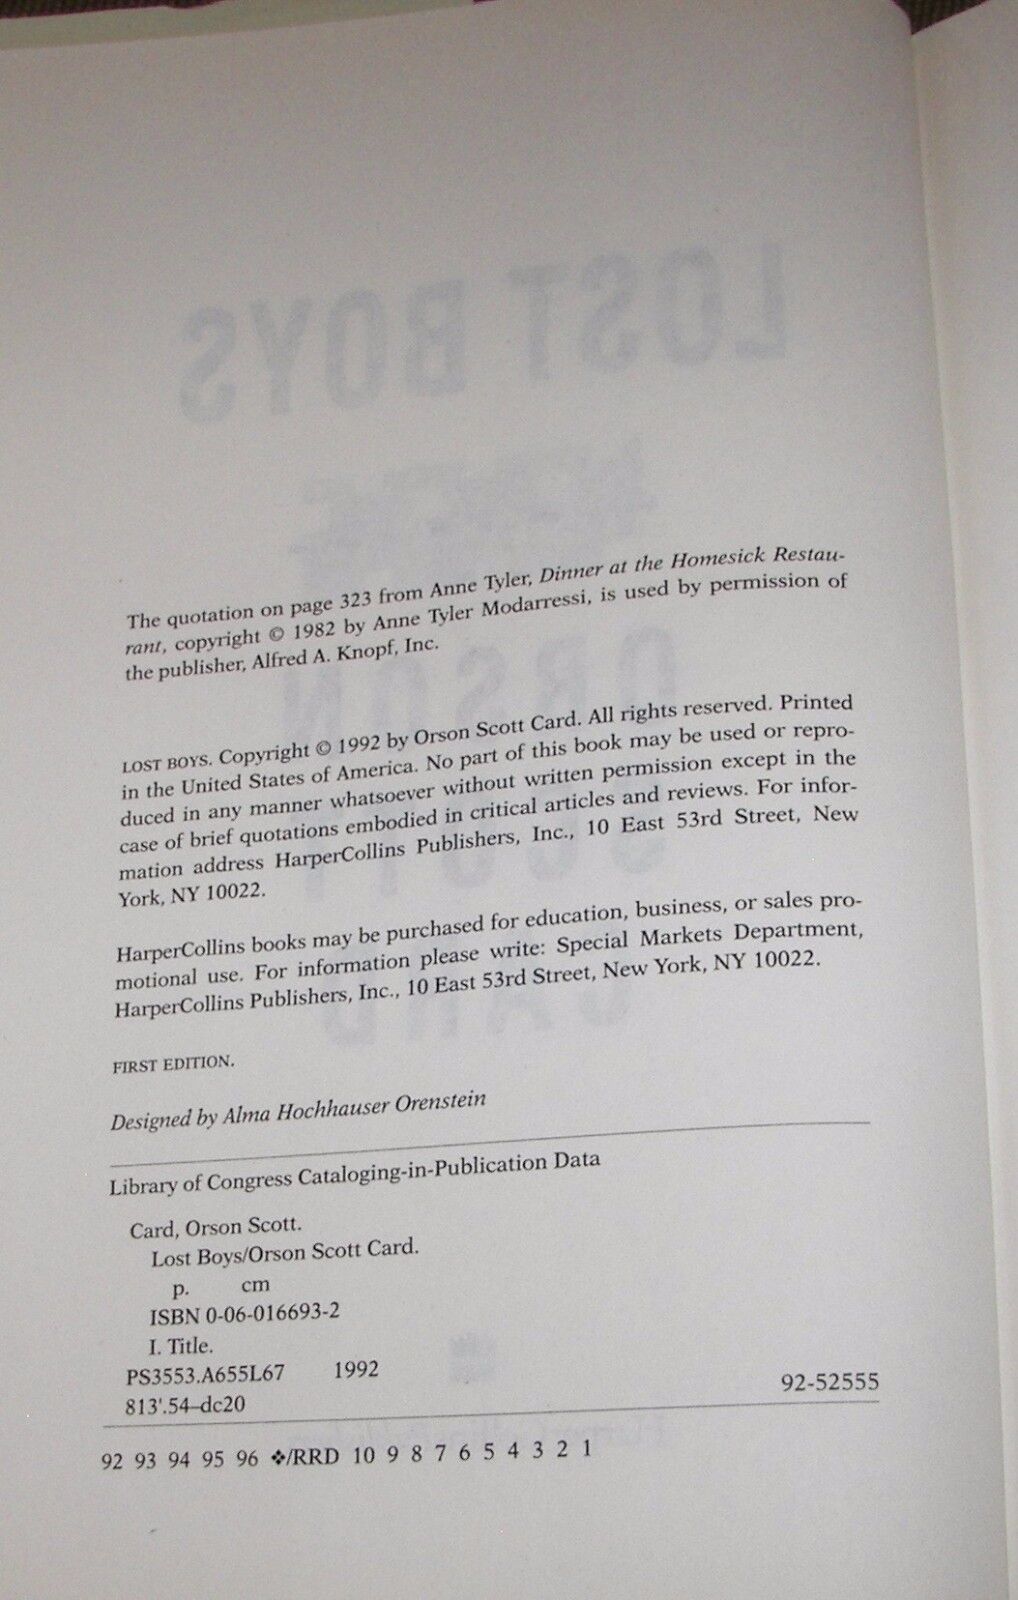 LOST BOYS
ORSON
SCOTT
CARD
The quotation on page 323 from Anne Tyler, Dinner at the Homesick Restau-
rant, copyright © 1982 by Anne Tyler Modarressi, is used by permission of
the publisher, Alfred A. Knopf, Inc.
LOST BOYS. Copyright © 1992 by Orson Scott Card. All rights reserved. Printed
in the United States of America. No part of this book may be used or repro-
duced in any manner whatsoever without written permission except in the
case of brief quotations embodied in critical articles and reviews. For infor-
mation address HarperCollins Publishers, Inc., 10 East 53rd Street, New
York, NY 10022.
HarperCollins books may be purchased for education, business, or sales pro-
motional use. For information please write: Special Markets Department,
HarperCollins Publishers, Inc., 10 East 53rd Street, New York, NY 10022.
FIRST EDITION.
Designed by Alma Hochhauser Orenstein
Library of Congress Cataloging-in-Publication Data
Card, Orson Scott.
Lost Boys/Orson Scott Card.
p. cm
ISBN 0-06-016693-2
I. Title.
PS3553.A655L67 1992
813'.54–dc20 92-52555
92 93 94 95 96 ❖/RRD 10 9 8 7 6 5 4 3 2 1